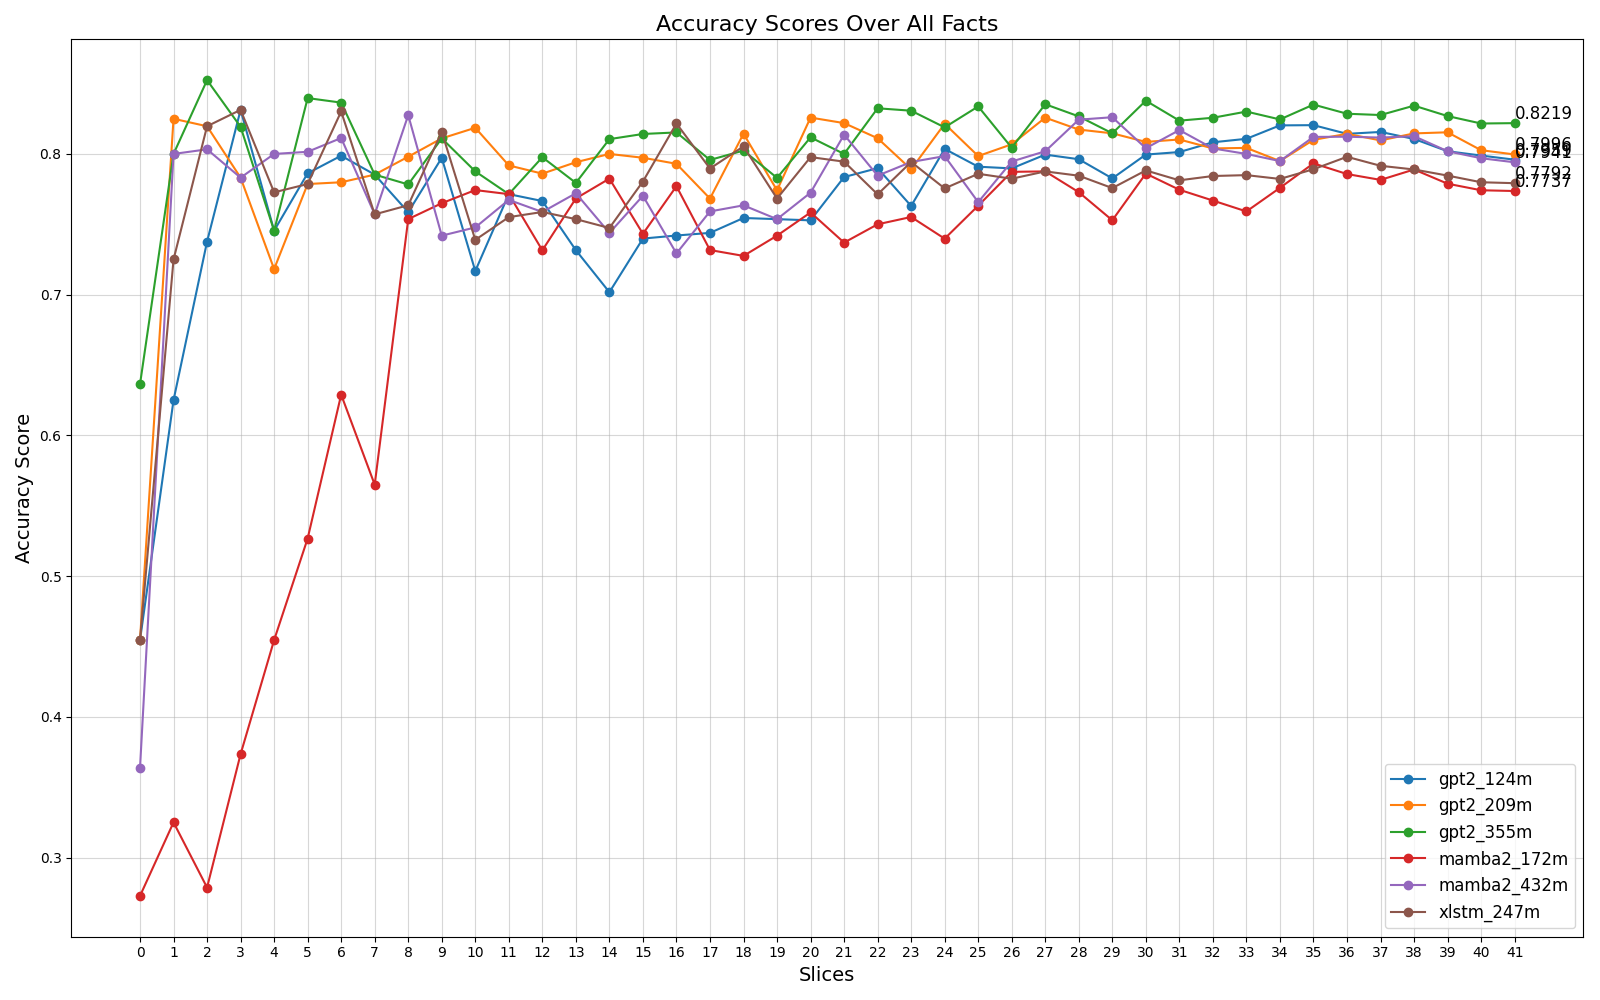 Accuracy Scores Over All Facts
Accuracy Score
0.8
0.7
0.6
0.5
0.4
0.3
0.8219
0.7996
0.7941
0.7792
0.7737
0 1 2 3 4 5 6 7 8 9 10 11 12 13 14 15 16 17 18 19 20 21 22 23 24 25 26 27 28 29 30 31 32 33 34 35 36 37 38 39 40 41
Slices
gpt2_124m
gpt2_209m
gpt2_355m
mamba2_172m
mamba2_432m
xlstm_247m